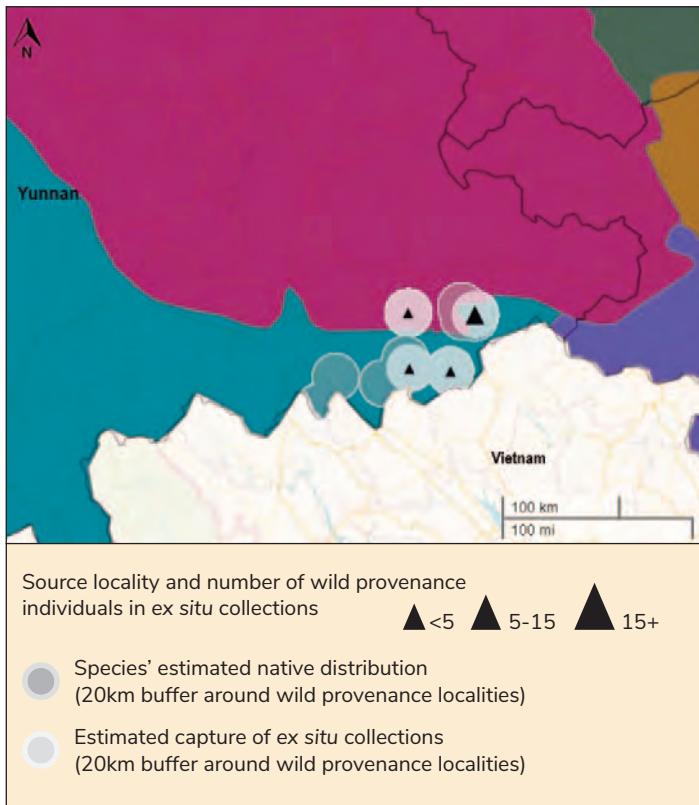 N
Yunnan
Vietnam
100 km
100 mi
Source locality and number of wild provenance
individuals in ex situ collections
<5
5-15
15+
Species' estimated native distribution
(20km buffer around wild provenance localities)
Estimated capture of ex situ collections
(20km buffer around wild provenance localities)